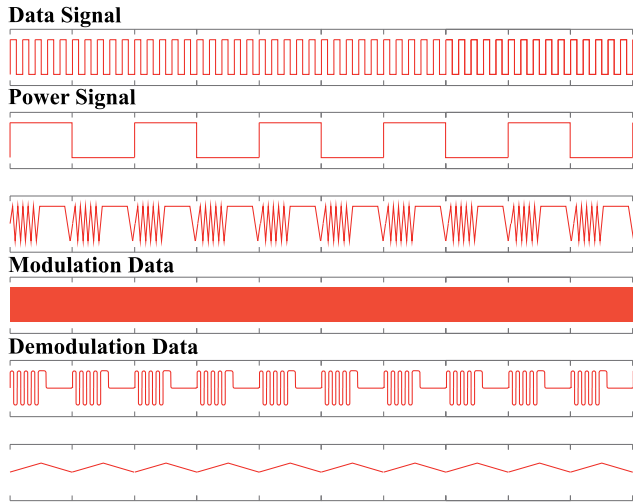 Data Signal
Power Signal
Modulation Data
Demodulation Data